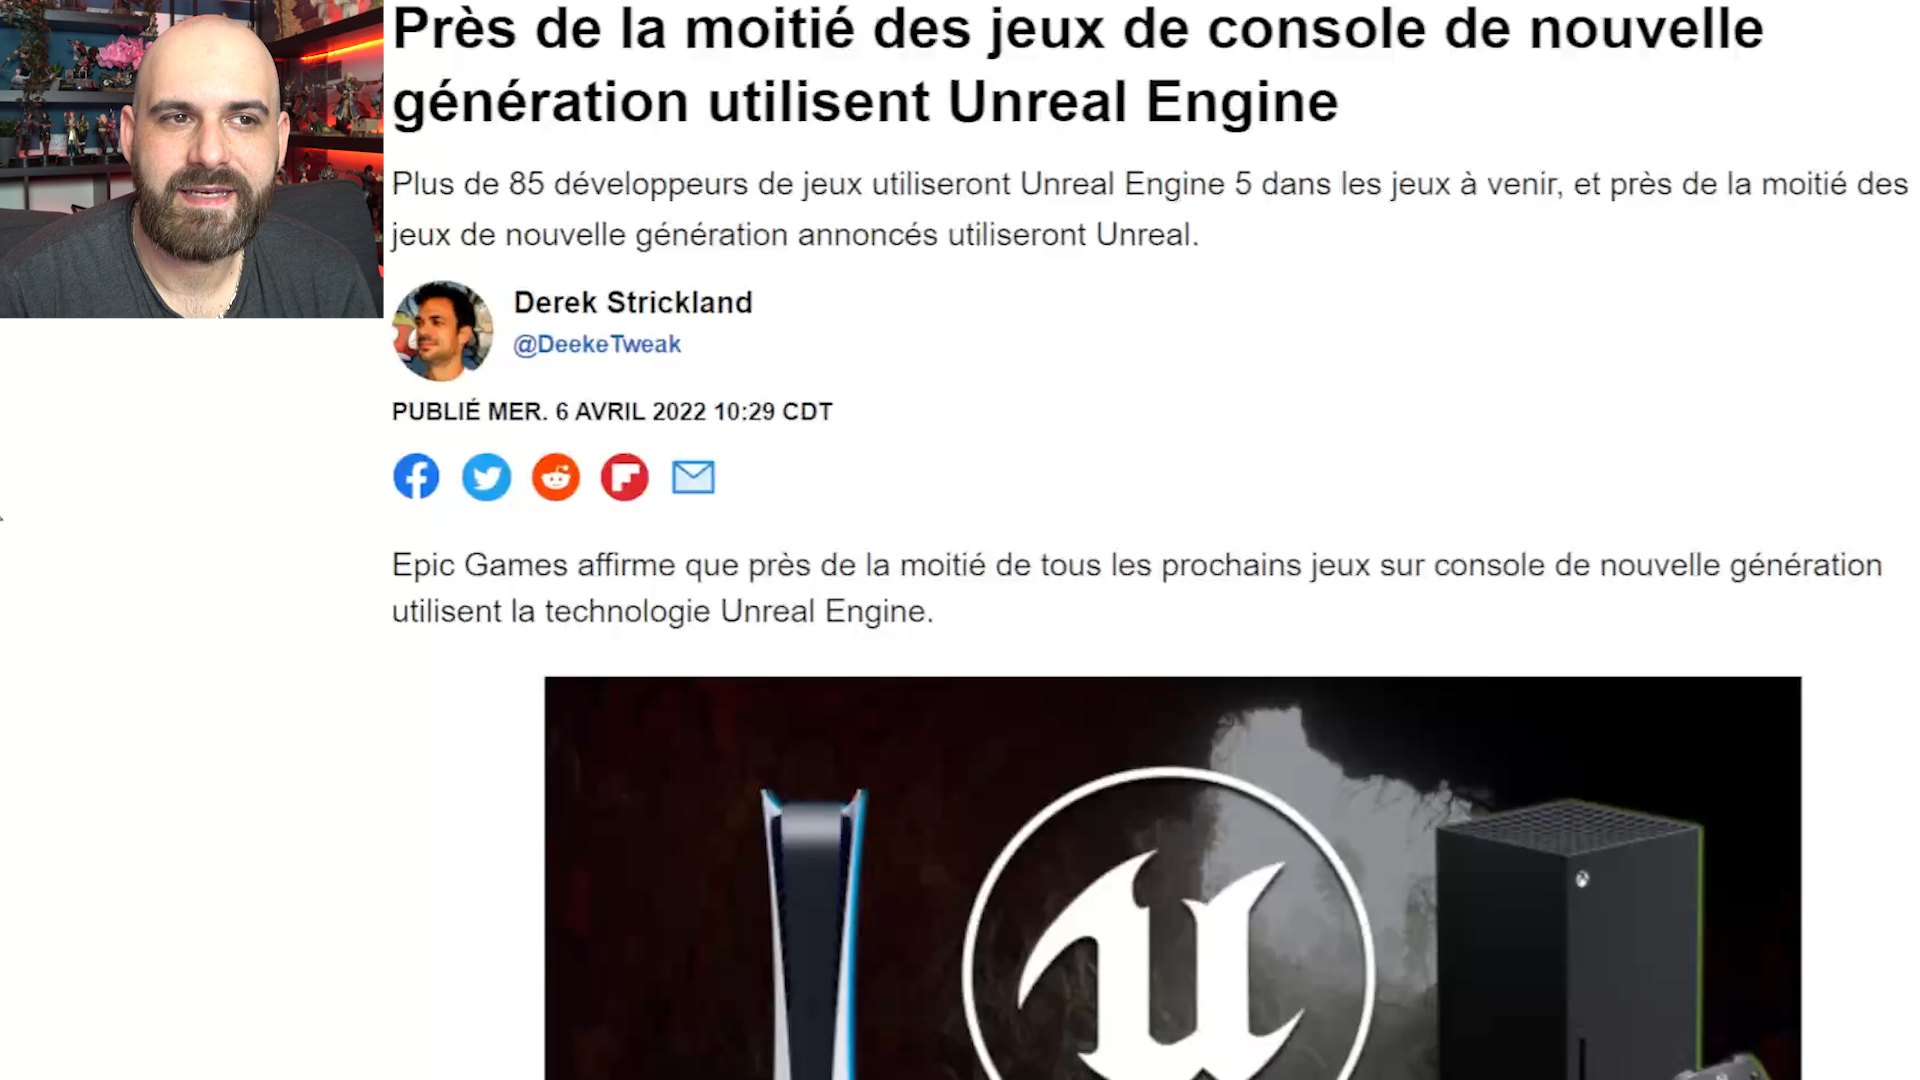 Près de la moitié des jeux de console de nouvelle
génération utilisent Unreal Engine
Plus de 85 développeurs de jeux utiliseront Unreal Engine 5 dans les jeux à venir, et près de la moitié des
jeux de nouvelle génération annoncés utiliseront Unreal.
Derek Strickland
@DeekeTweak
PUBLIÉ MER. 6 AVRIL 2022 10:29 CDT
Epic Games affirme que près de la moitié de tous les prochains jeux sur console de nouvelle génération
utilisent la technologie Unreal Engine.